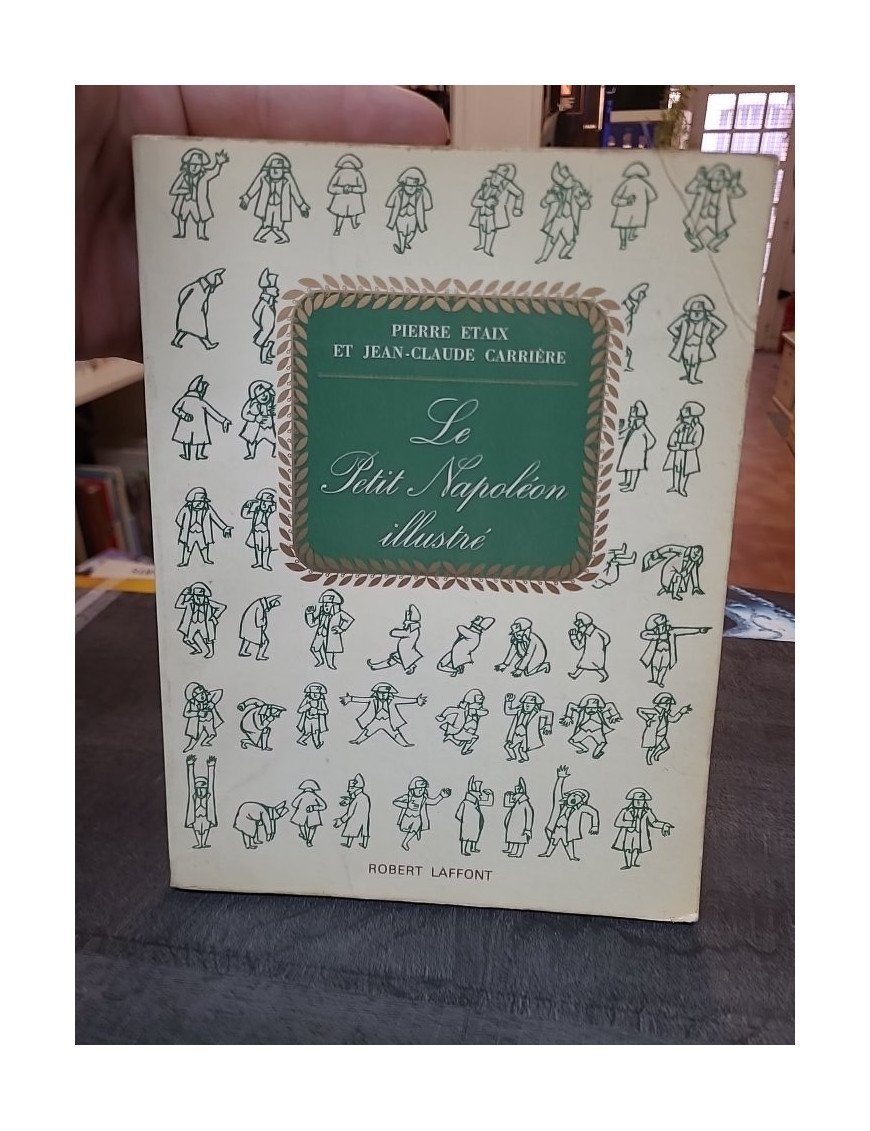 PIERRE ETAIX
ET JEAN-CLAUDE CARRIÈRE
Le
Petit Napoléon
illustré
ROBERT LAFFONT